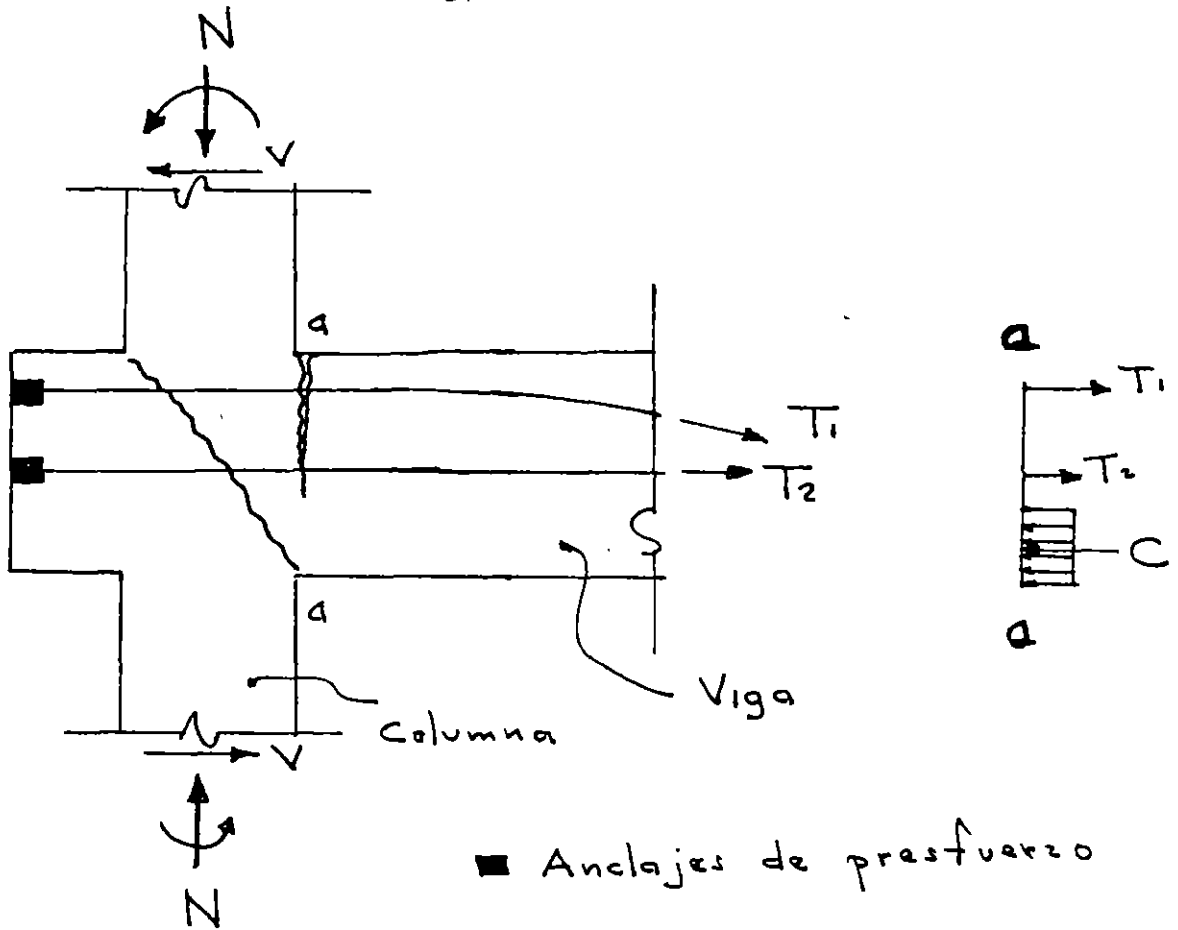 N
V
a
a
T1
T1
T2
T2
C
a
a
Viga
Columna
V
N
■ Anclajes de presfuerzo